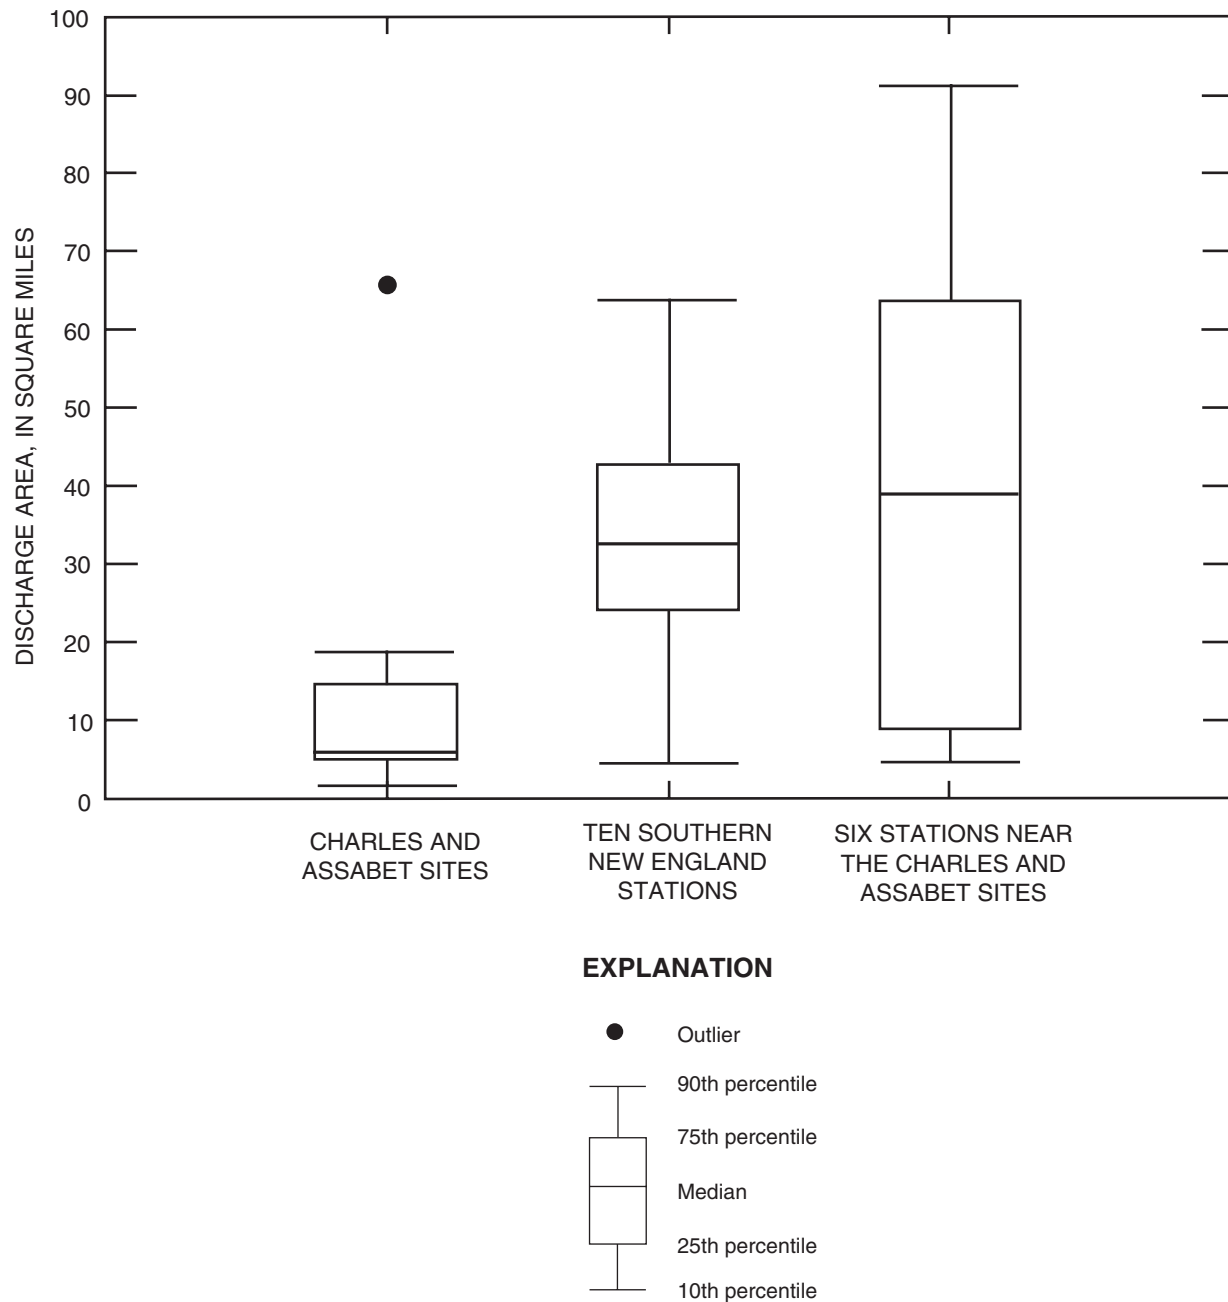 100
90
80
70
60
50
40
30
20
10
0
DISCHARGE AREA, IN SQUARE MILES
CHARLES AND
ASSABET SITES
TEN SOUTHERN
NEW ENGLAND
STATIONS
SIX STATIONS NEAR
THE CHARLES AND
ASSABET SITES
EXPLANATION
Outlier
90th percentile
75th percentile
Median
25th percentile
10th percentile